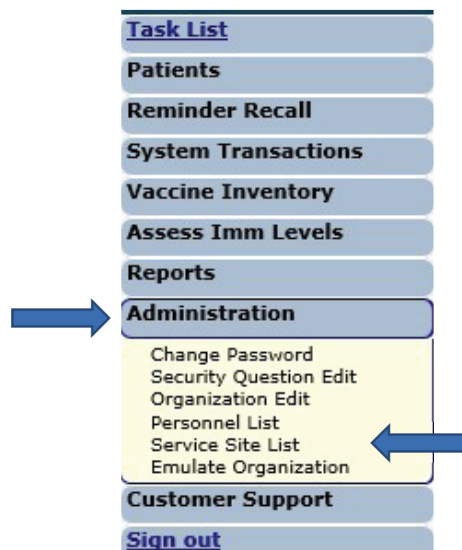 Task List
Patients
Reminder Recall
System Transactions
Vaccine Inventory
Assess Imm Levels
Reports
Administration
Change Password
Security Question Edit
Organization Edit
Personnel List
Service Site List
Emulate Organization
Customer Support
Sign out